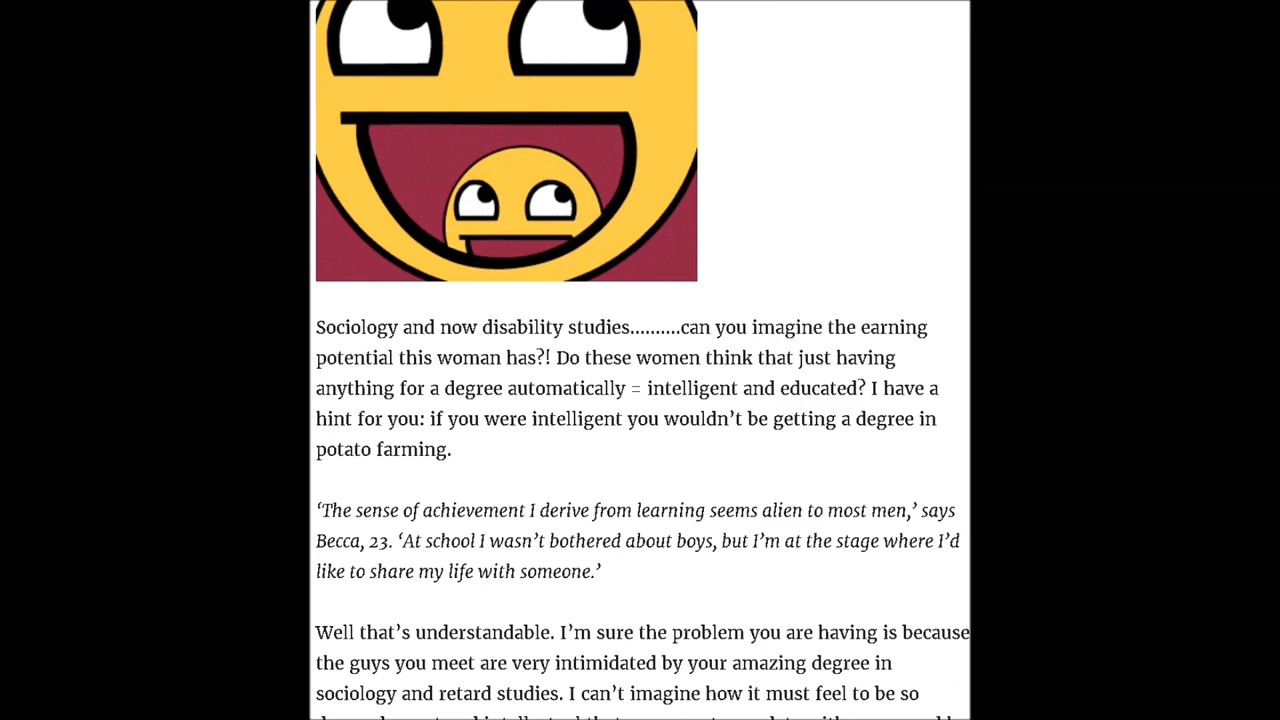 Sociology and now disability studies..........can you imagine the earning
potential this woman has?! Do these women think that just having
anything for a degree automatically = intelligent and educated? I have a
hint for you: if you were intelligent you wouldn’t be getting a degree in
potato farming.
‘The sense of achievement I derive from learning seems alien to most men,’ says
Becca, 23. ‘At school I wasn’t bothered about boys, but I’m at the stage where I’d
like to share my life with someone.’
Well that’s understandable. I’m sure the problem you are having is because
the guys you meet are very intimidated by your amazing degree in
sociology and retard studies. I can’t imagine how it must feel to be so